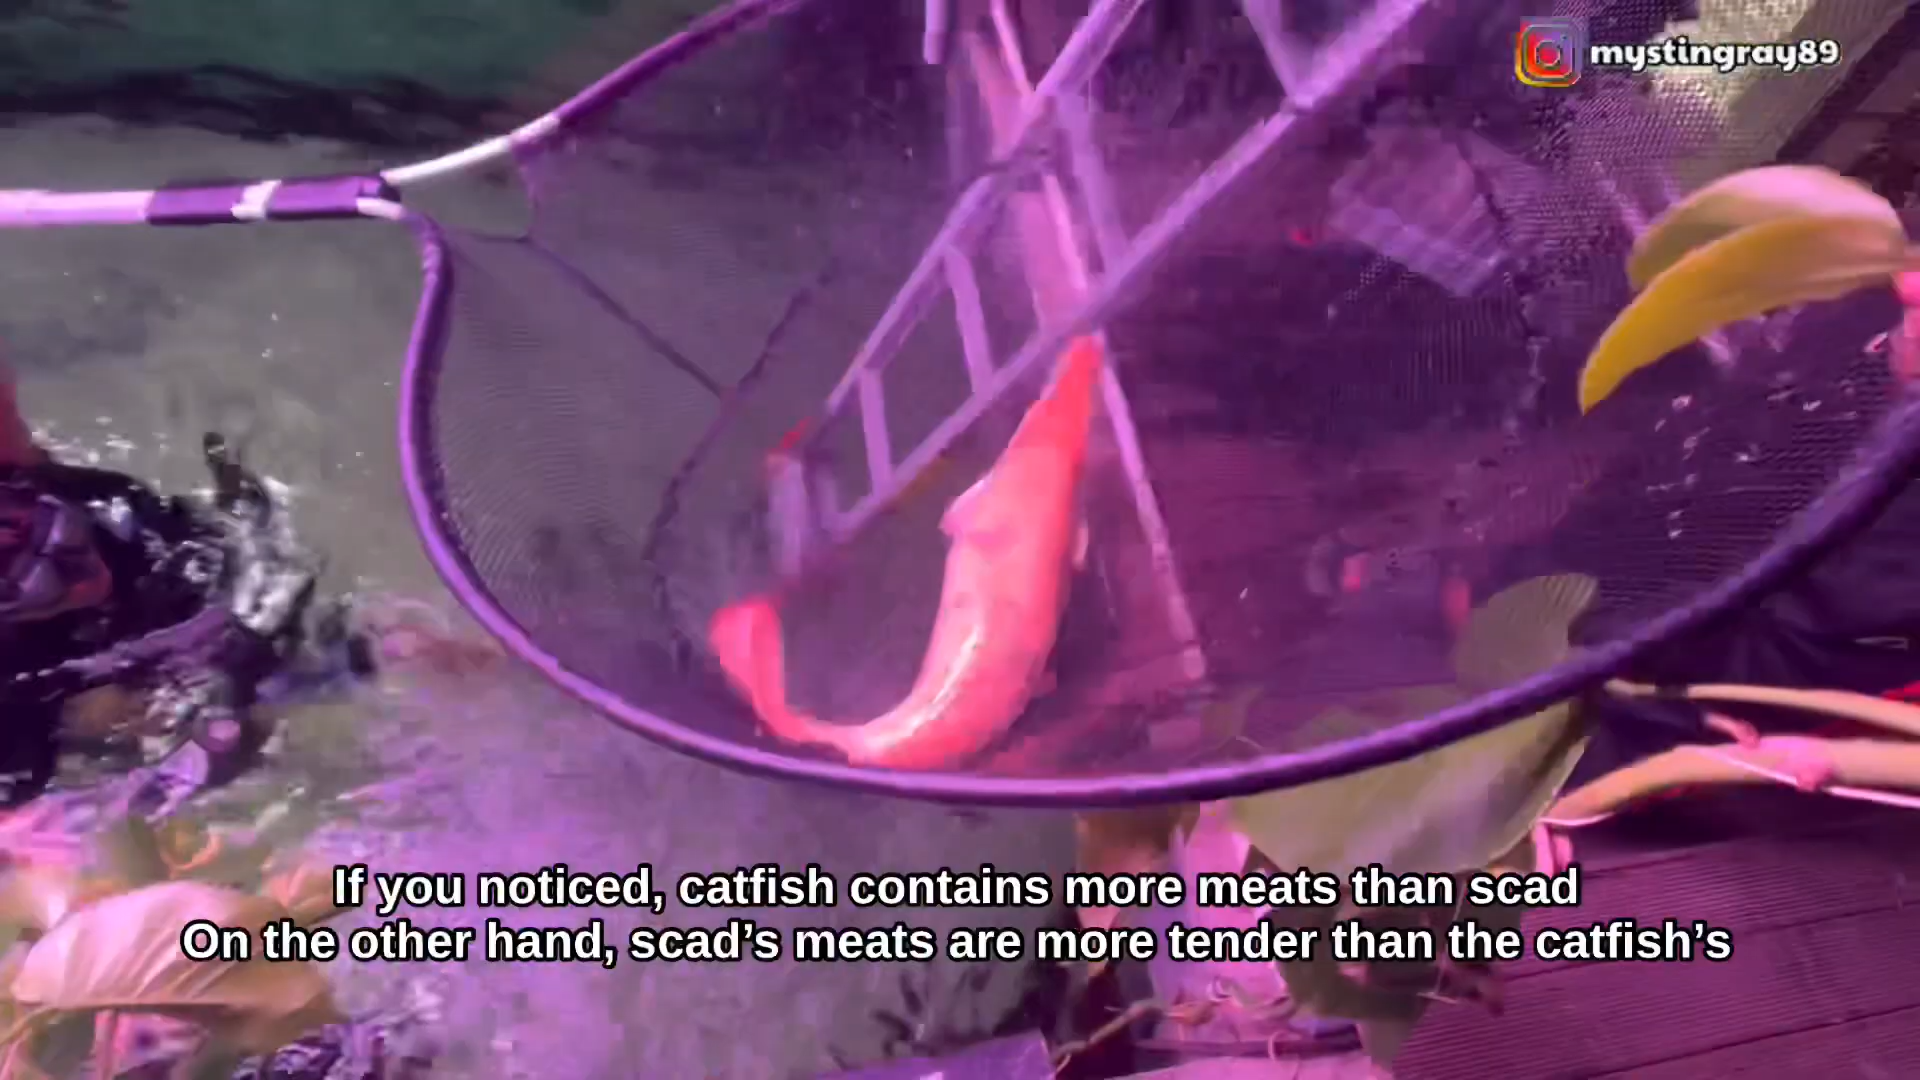 mystingray89
If you noticed, catfish contains more meats than scad
On the other hand, scad's meats are more tender than the catfish's